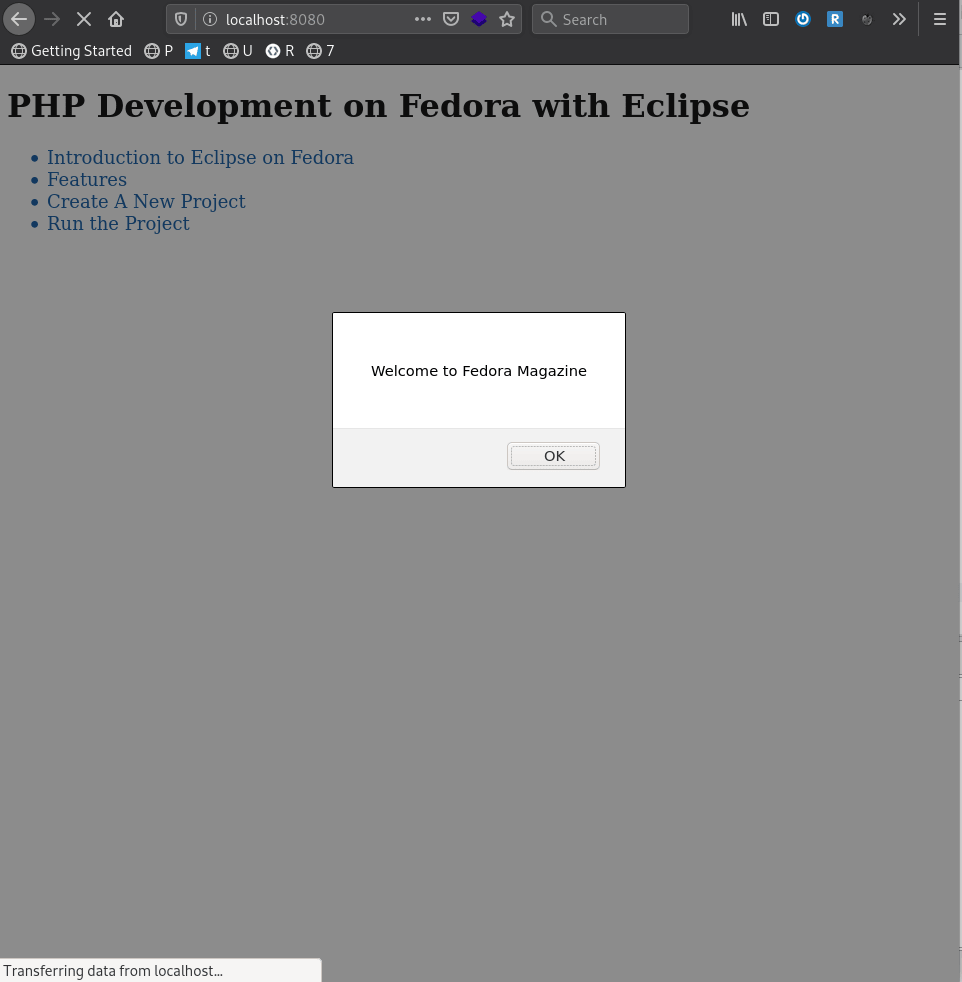 localhost:8080
Search
Getting Started P t U R 7
PHP Development on Fedora with Eclipse
Introduction to Eclipse on Fedora
Features
Create A New Project
Run the Project
Welcome to Fedora Magazine
OK
Transferring data from localhost...